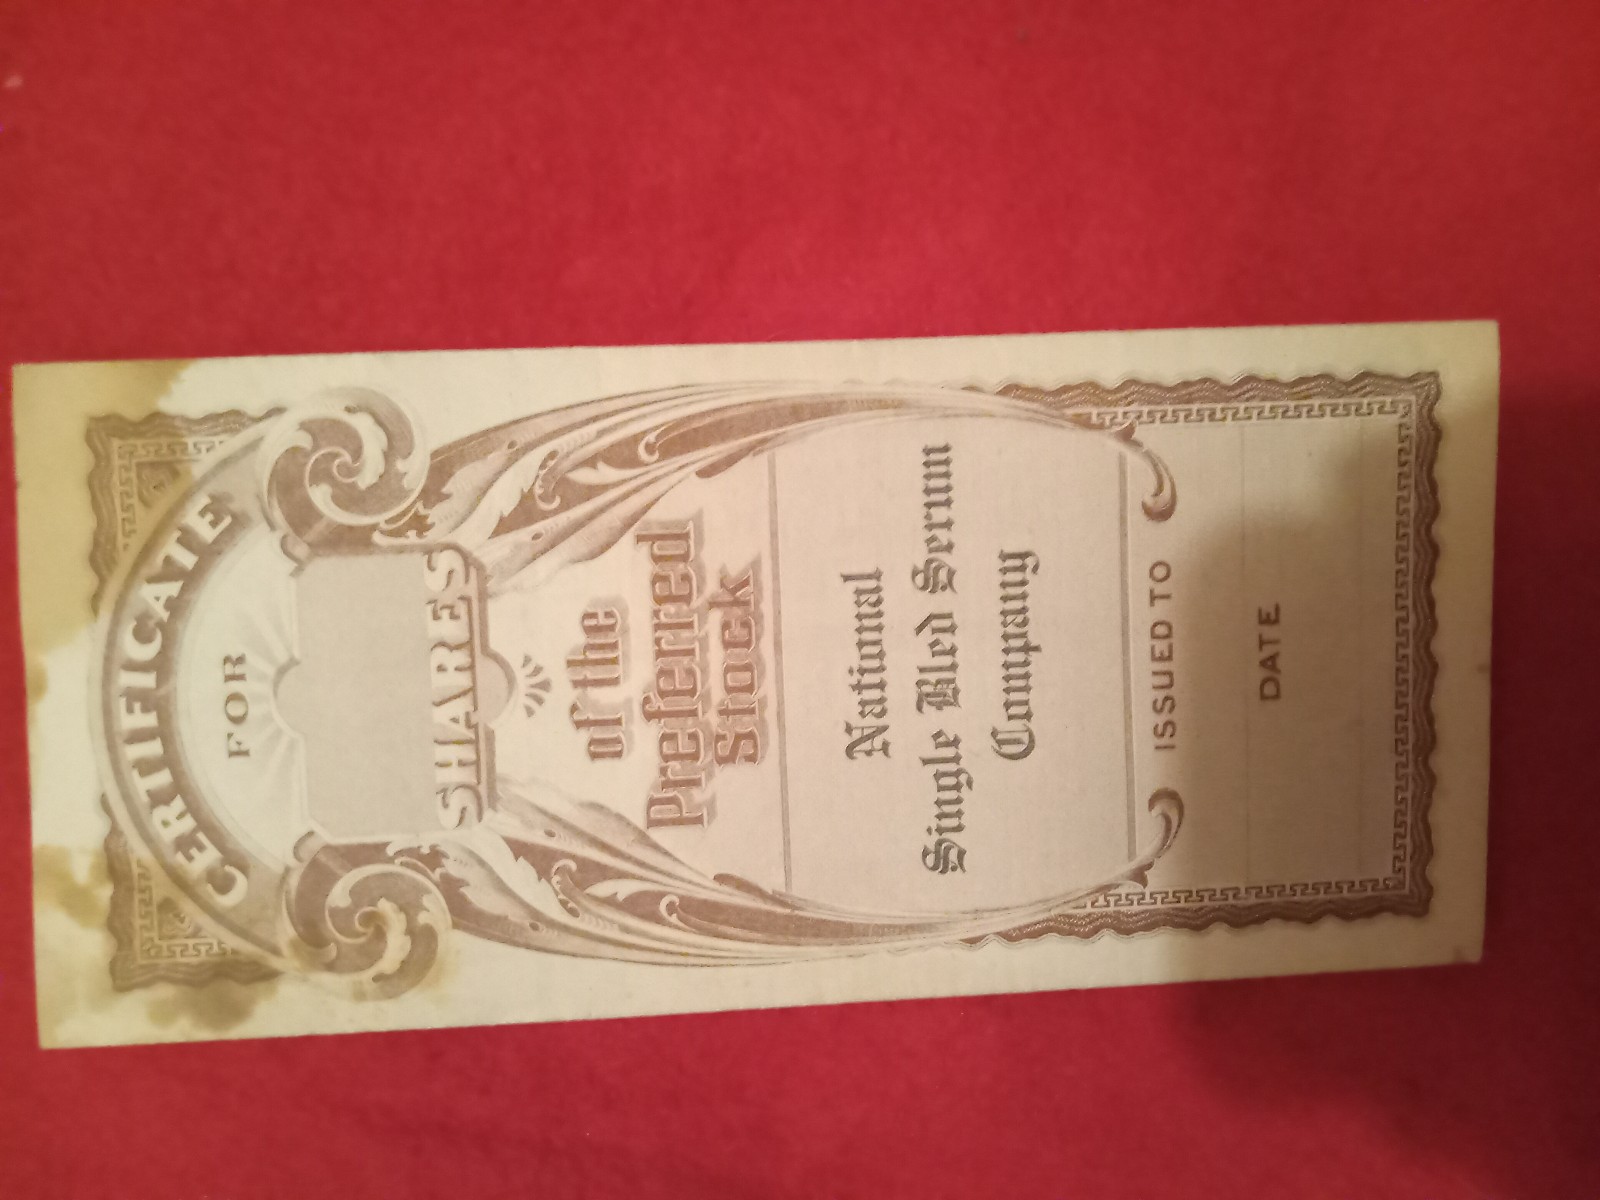 CERTIFICATE
FOR
SHARES
of the
Preferred
Stock
National
Single Bled Serum
Company
ISSUED TO
DATE